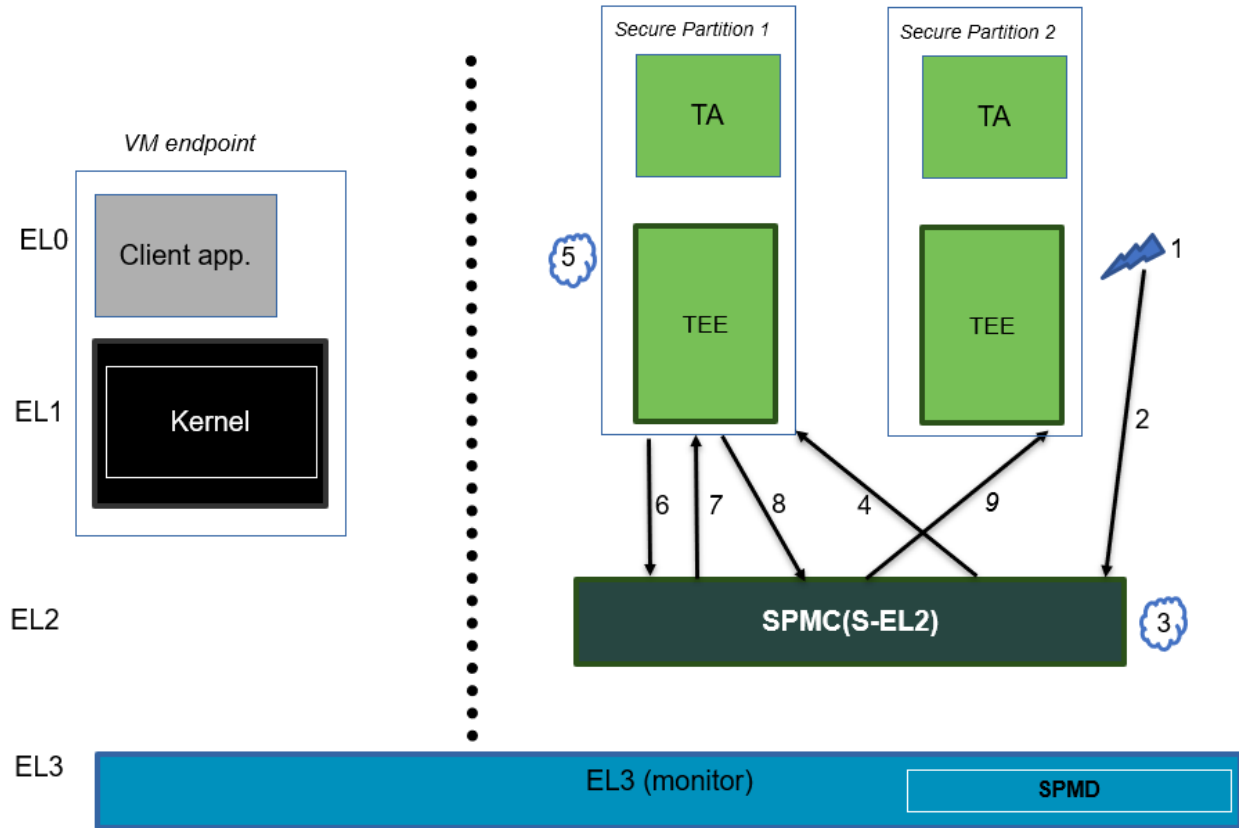 Secure Partition 1
Secure Partition 2
TA
TA
VM endpoint
EL0
Client app.
5
1
TEE
TEE
EL1
Kernel
2
6
7
8
4
9
EL2
SPMC(S-EL2)
3
EL3
EL3 (monitor)
SPMD